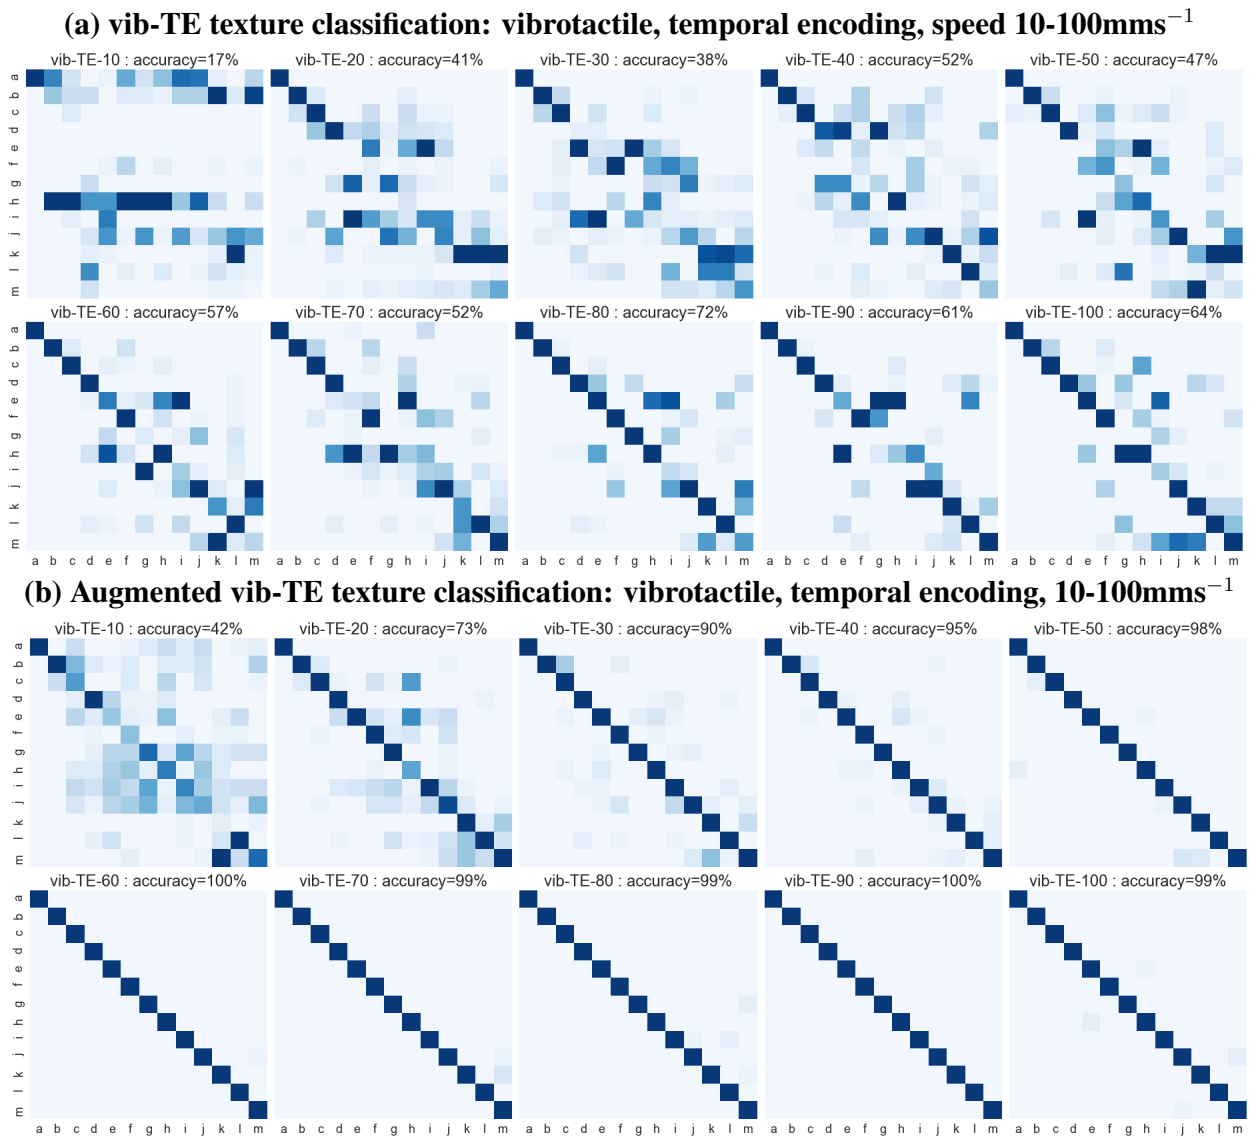 (a) vib-TE texture classification: vibrotactile, temporal encoding, speed 10-100mms⁻¹
vib-TE-10 : accuracy=17% vib-TE-20 : accuracy=41% vib-TE-30 : accuracy=38% vib-TE-40 : accuracy=52% vib-TE-50 : accuracy=47%
a
b
c
d
e
f
g
h
i
j
k
l
m
vib-TE-60 : accuracy=57% vib-TE-70 : accuracy=52% vib-TE-80 : accuracy=72% vib-TE-90 : accuracy=61% vib-TE-100 : accuracy=64%
a
b
c
d
e
f
g
h
i
j
k
l
m
a b c d e f g h i j k l m a b c d e f g h i j k l m a b c d e f g h i j k l m a b c d e f g h i j k l m a b c d e f g h i j k l m
(b) Augmented vib-TE texture classification: vibrotactile, temporal encoding, 10-100mms⁻¹
vib-TE-10 : accuracy=42% vib-TE-20 : accuracy=73% vib-TE-30 : accuracy=90% vib-TE-40 : accuracy=95% vib-TE-50 : accuracy=98%
a
b
c
d
e
f
g
h
i
j
k
l
m
vib-TE-60 : accuracy=100% vib-TE-70 : accuracy=99% vib-TE-80 : accuracy=99% vib-TE-90 : accuracy=100% vib-TE-100 : accuracy=99%
a
b
c
d
e
f
g
h
i
j
k
l
m
a b c d e f g h i j k l m a b c d e f g h i j k l m a b c d e f g h i j k l m a b c d e f g h i j k l m a b c d e f g h i j k l m